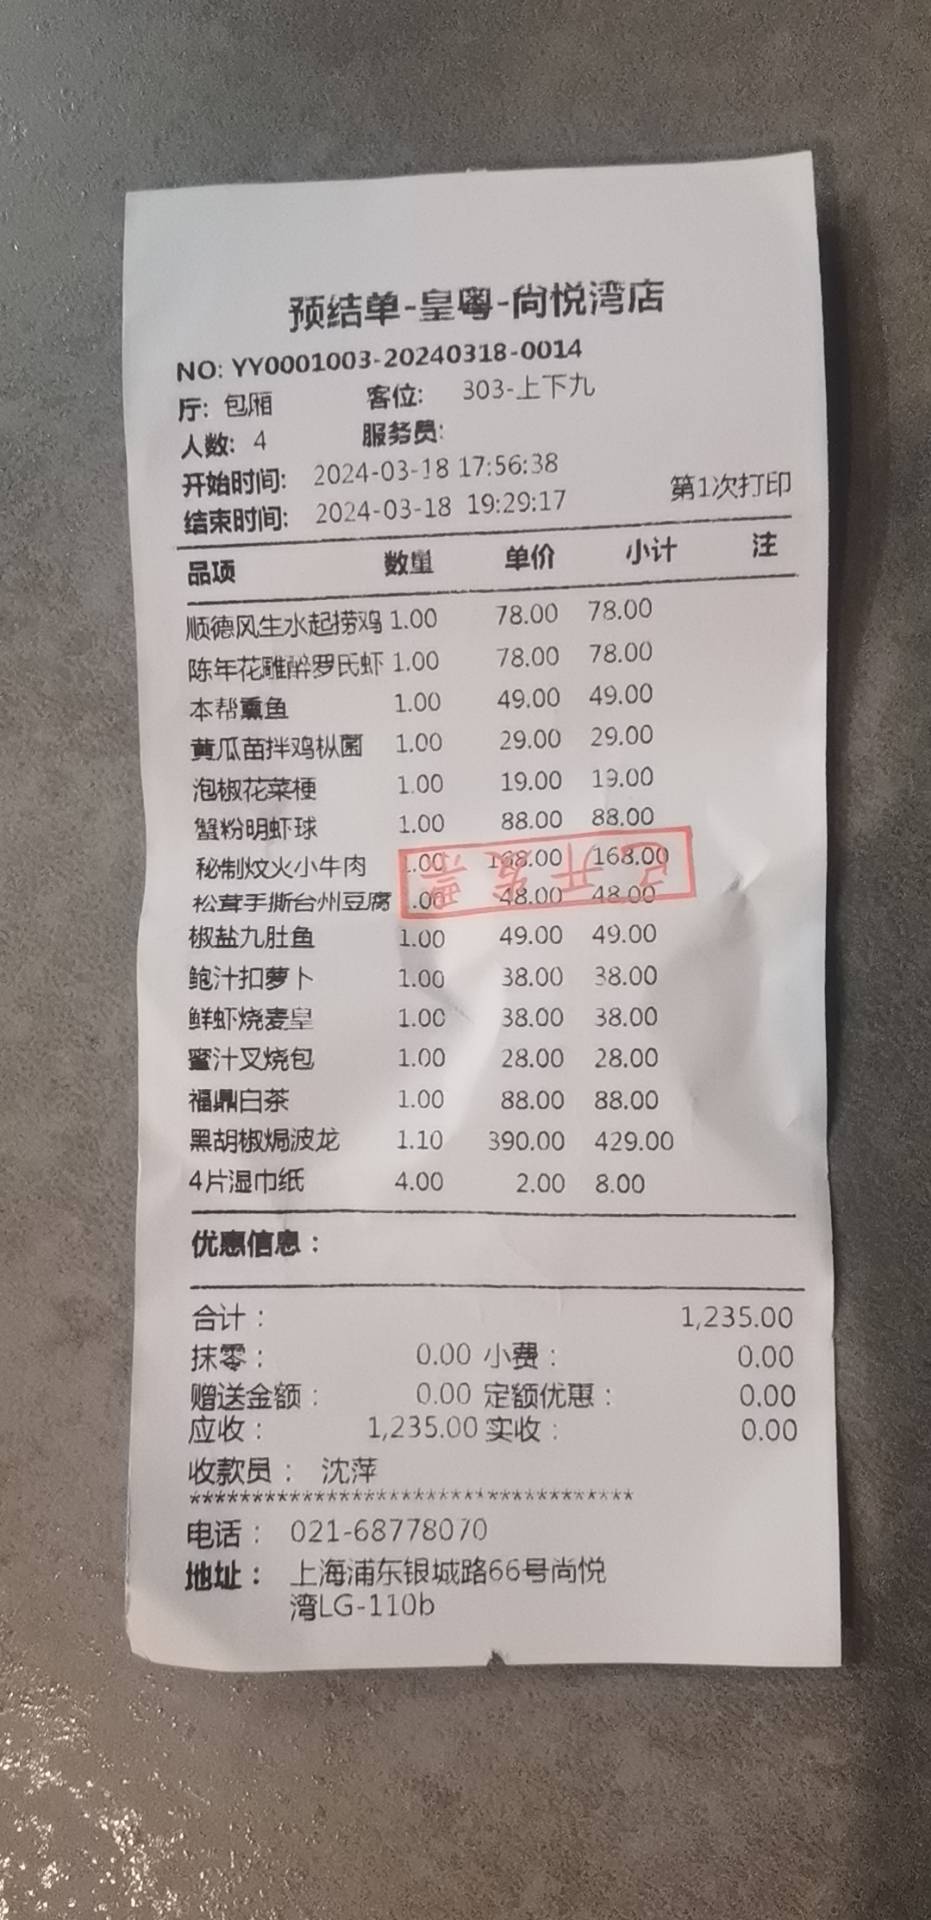 预结单-皇粤-尚悦湾店
NO: YY0001003-20240318-0014
厅: 包厢 客位: 303-上下九
人数: 4 服务员:
开始时间: 2024-03-18 17:56:38
结束时间: 2024-03-18 19:29:17 第1次打印
品项 数量 单价 小计 注
顺德风生水起捞鸡 1.00 78.00 78.00
陈年花雕醉罗氏虾 1.00 78.00 78.00
本帮熏鱼 1.00 49.00 49.00
黄瓜苗拌鸡枞菌 1.00 29.00 29.00
泡椒花菜梗 1.00 19.00 19.00
蟹粉明虾球 1.00 88.00 88.00
秘制炆火小牛肉 1.00 168.00 168.00
已开发票
松茸手撕台州豆腐 1.00 48.00 48.00
椒盐九肚鱼 1.00 49.00 49.00
鲍汁扣萝卜 1.00 38.00 38.00
鲜虾烧麦皇 1.00 38.00 38.00
蜜汁叉烧包 1.00 28.00 28.00
福鼎白茶 1.00 88.00 88.00
黑胡椒焗波龙 1.10 390.00 429.00
4片湿巾纸 4.00 2.00 8.00
优惠信息：
合计： 1,235.00
抹零： 0.00 小费： 0.00
赠送金额： 0.00 定额优惠： 0.00
应收： 1,235.00 实收： 0.00
收款员： 沈萍
************************************
电话： 021-68778070
地址： 上海浦东银城路66号尚悦
湾LG-110b